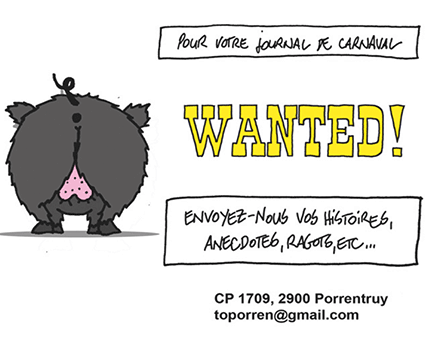 POUR VOTRE JOURNAL DE CARNAVAL
WANTED!
ENVOYEZ-NOUS VOS HISTOIRES,
ANECDOTES, RAGOTS, ETC...
CP 1709, 2900 Porrentruy
toporren@gmail.com